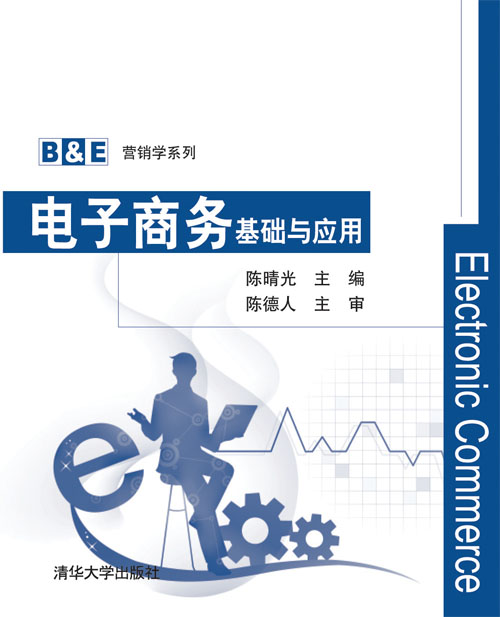 B&E 营销学系列
电子商务基础与应用
陈晴光 主 编
陈德人 主 审
Electronic Commerce
e
清华大学出版社